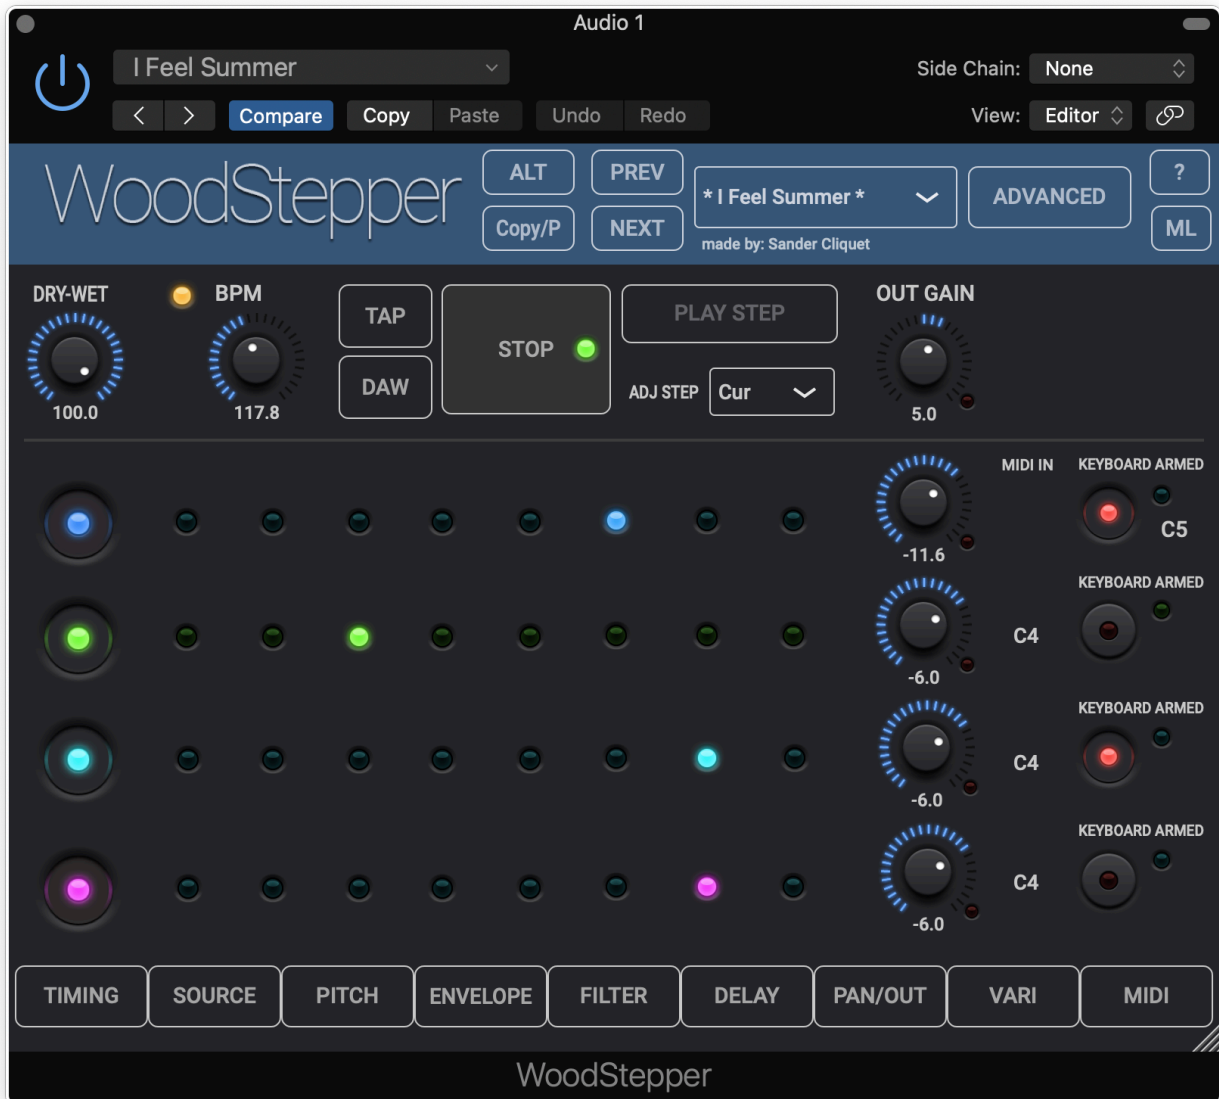 Audio 1
I Feel Summer
Side Chain: None
Compare Copy Paste Undo Redo
View: Editor
WoodStepper
ALT PREV
* I Feel Summer *
ADVANCED
?
Copy/P NEXT
made by: Sander Cliquet
ML
DRY-WET
BPM
TAP
STOP
PLAY STEP
OUT GAIN
DAW
ADJ STEP Cur
100.0
117.8
5.0
MIDI IN KEYBOARD ARMED
C5
-11.6
KEYBOARD ARMED
C4
-6.0
KEYBOARD ARMED
C4
-6.0
KEYBOARD ARMED
C4
-6.0
TIMING SOURCE PITCH ENVELOPE FILTER DELAY PAN/OUT VARI MIDI
WoodStepper